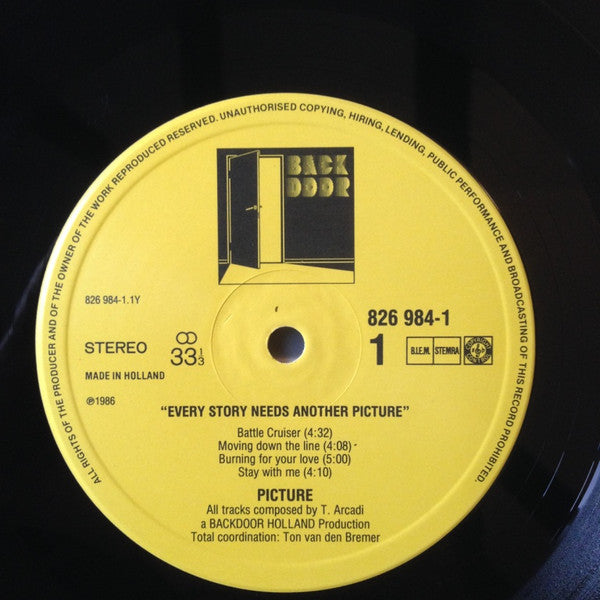 ALL RIGHTS OF THE PRODUCER AND OF THE OWNER OF THE WORK REPRODUCED RESERVED. UNAUTHORISED COPYING, HIRING, LENDING, PUBLIC PERFORMANCE AND BROADCASTING OF THIS RECORD PROHIBITED.
BACK
DOOR
826 984-1.1Y
826 984-1
STEREO
33 1/3
1
B.I.E.M.
STEMRA
MADE IN HOLLAND
℗1986
"EVERY STORY NEEDS ANOTHER PICTURE"
Battle Cruiser (4:32)
Moving down the line (4:08)
Burning for your love (5:00)
Stay with me (4:10)
PICTURE
All tracks composed by T. Arcadi
a BACKDOOR HOLLAND Production
Total coordination: Ton van den Bremer